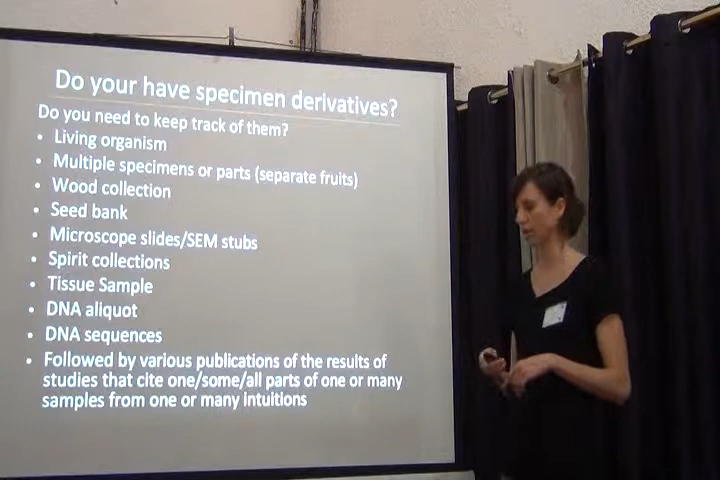 Do your have specimen derivatives?
Do you need to keep track of them?
• Living organism
• Multiple specimens or parts (separate fruits)
• Wood collection
• Seed bank
• Microscope slides/SEM stubs
• Spirit collections
• Tissue Sample
• DNA aliquot
• DNA sequences
• Followed by various publications of the results of
studies that cite one/some/all parts of one or many
samples from one or many intuitions